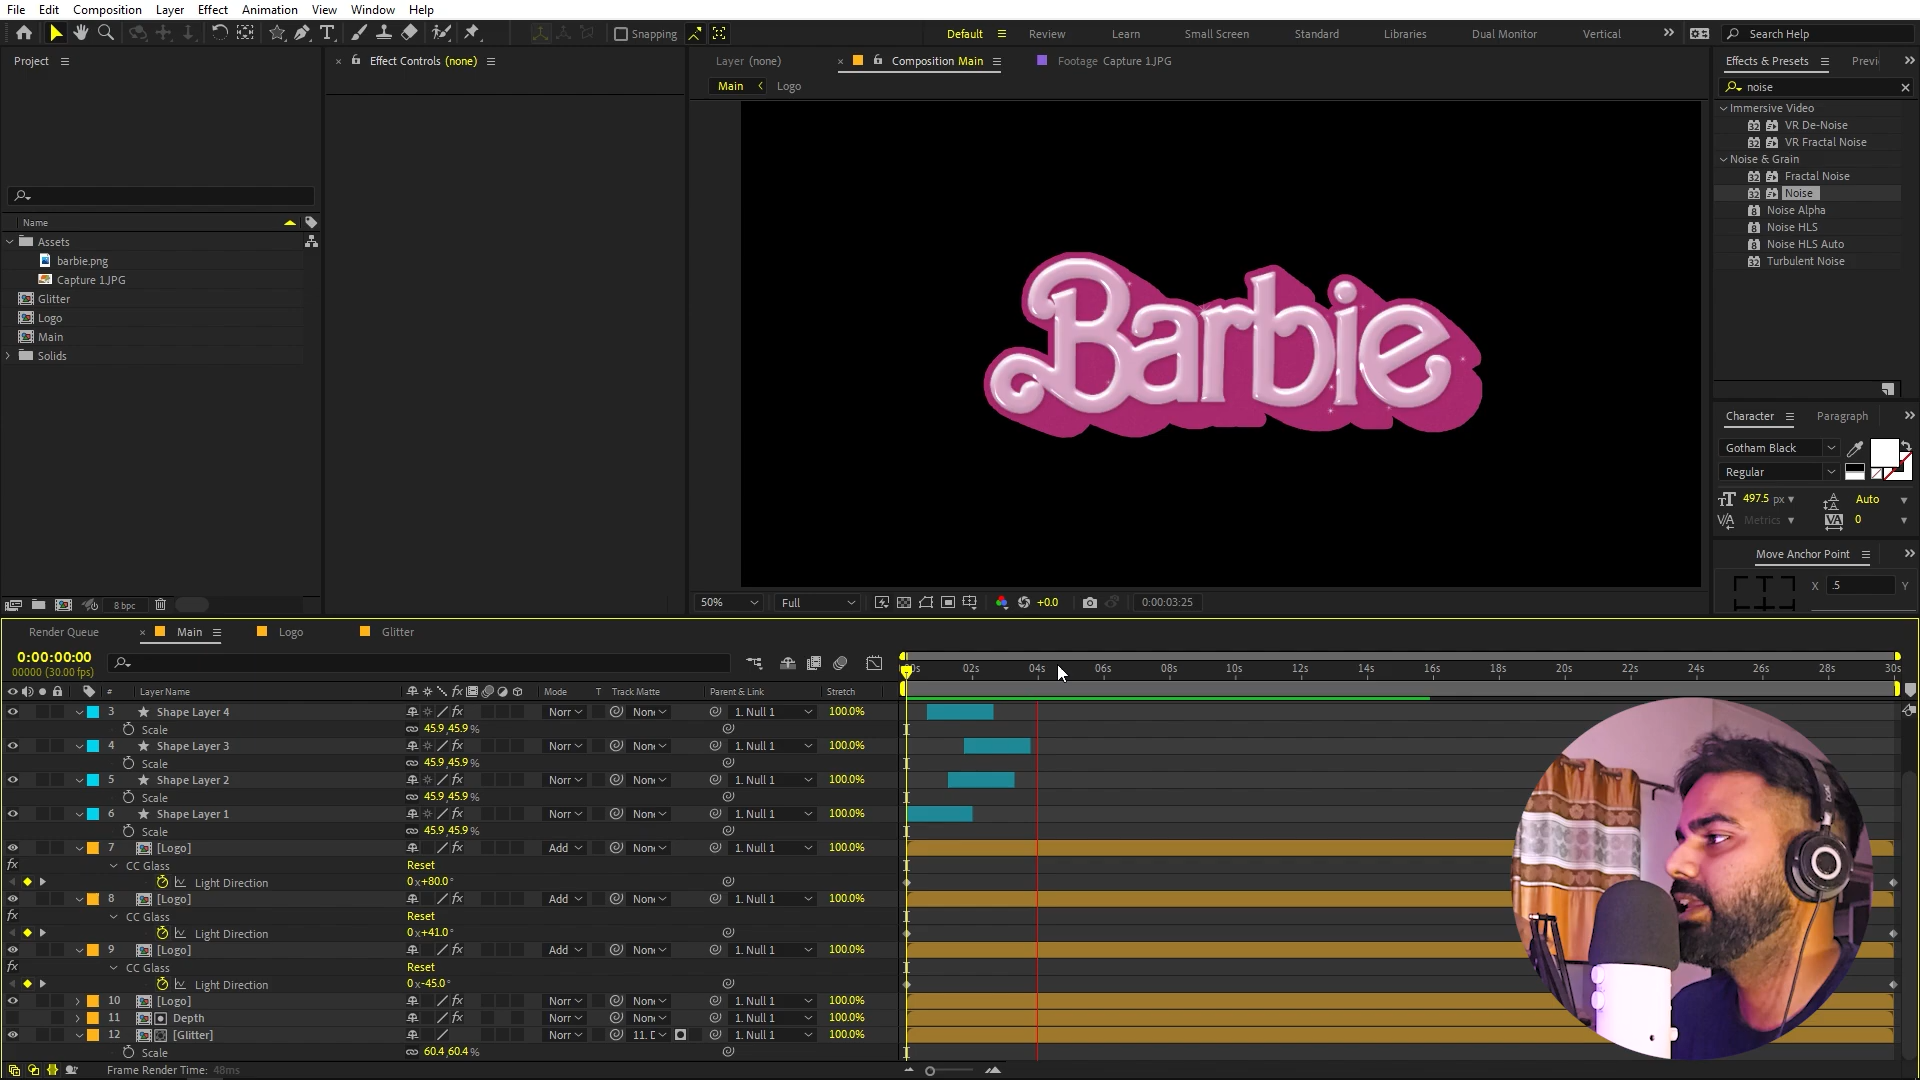 File Edit Composition Layer Effect Animation View Window Help
Snapping
Default Review Learn Small Screen Standard Libraries Dual Monitor Vertical Search Help
Project
Effect Controls (none)
Layer (none) Composition Main Footage Capture 1.JPG
Main Logo
Effects & Presets Previ
noise
Immersive Video
VR De-Noise
VR Fractal Noise
Noise & Grain
Fractal Noise
Noise
Noise Alpha
Noise HLS
Noise HLS Auto
Turbulent Noise
Name
Assets
barbie.png
Capture 1.JPG
Glitter
Logo
Main
Solids
8 bpc
Barbie
Character Paragraph
Gotham Black
Regular
497.5 px Auto
Metrics 0
Move Anchor Point
X .5 Y
50% Full +0.0 0:00:03:25
Render Queue Main Logo Glitter
0:00:00:00
00000 (30.00 fps)
02s 04s 06s 08s 10s 12s 14s 16s 18s 20s 22s 24s 26s 28s 30s
# Layer Name Mode T Track Matte Parent & Link Stretch
3 Shape Layer 4 Norr None 1. Null 1 100.0%
Scale 45.9,45.9 %
4 Shape Layer 3 Norr None 1. Null 1 100.0%
Scale 45.9,45.9 %
5 Shape Layer 2 Norr None 1. Null 1 100.0%
Scale 45.9,45.9 %
6 Shape Layer 1 Norr None 1. Null 1 100.0%
Scale 45.9,45.9 %
7 [Logo] Add None 1. Null 1 100.0%
CC Glass Reset
Light Direction 0x+80.0°
8 [Logo] Add None 1. Null 1 100.0%
CC Glass Reset
Light Direction 0x+41.0°
9 [Logo] Add None 1. Null 1 100.0%
CC Glass Reset
Light Direction 0x-45.0°
10 [Logo] Norr None 1. Null 1 100.0%
11 Depth Norr None 1. Null 1 100.0%
12 [Glitter] Norr 11. D 1. Null 1 100.0%
Scale 60.4,60.4 %
Frame Render Time: 48ms